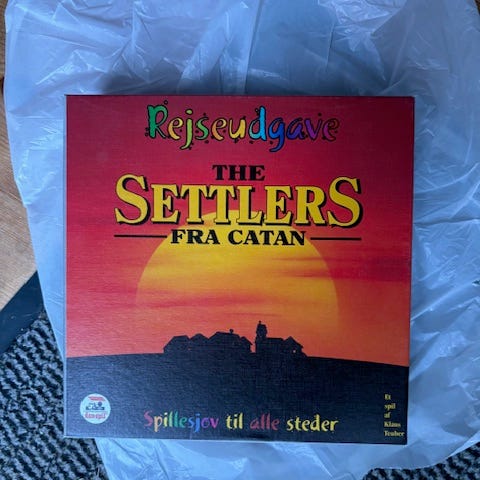 Rejseudgave
THE
SETTLERS
FRA CATAN
Et
spil
af
Klaus
Teuber
Spillesjov til alle steder